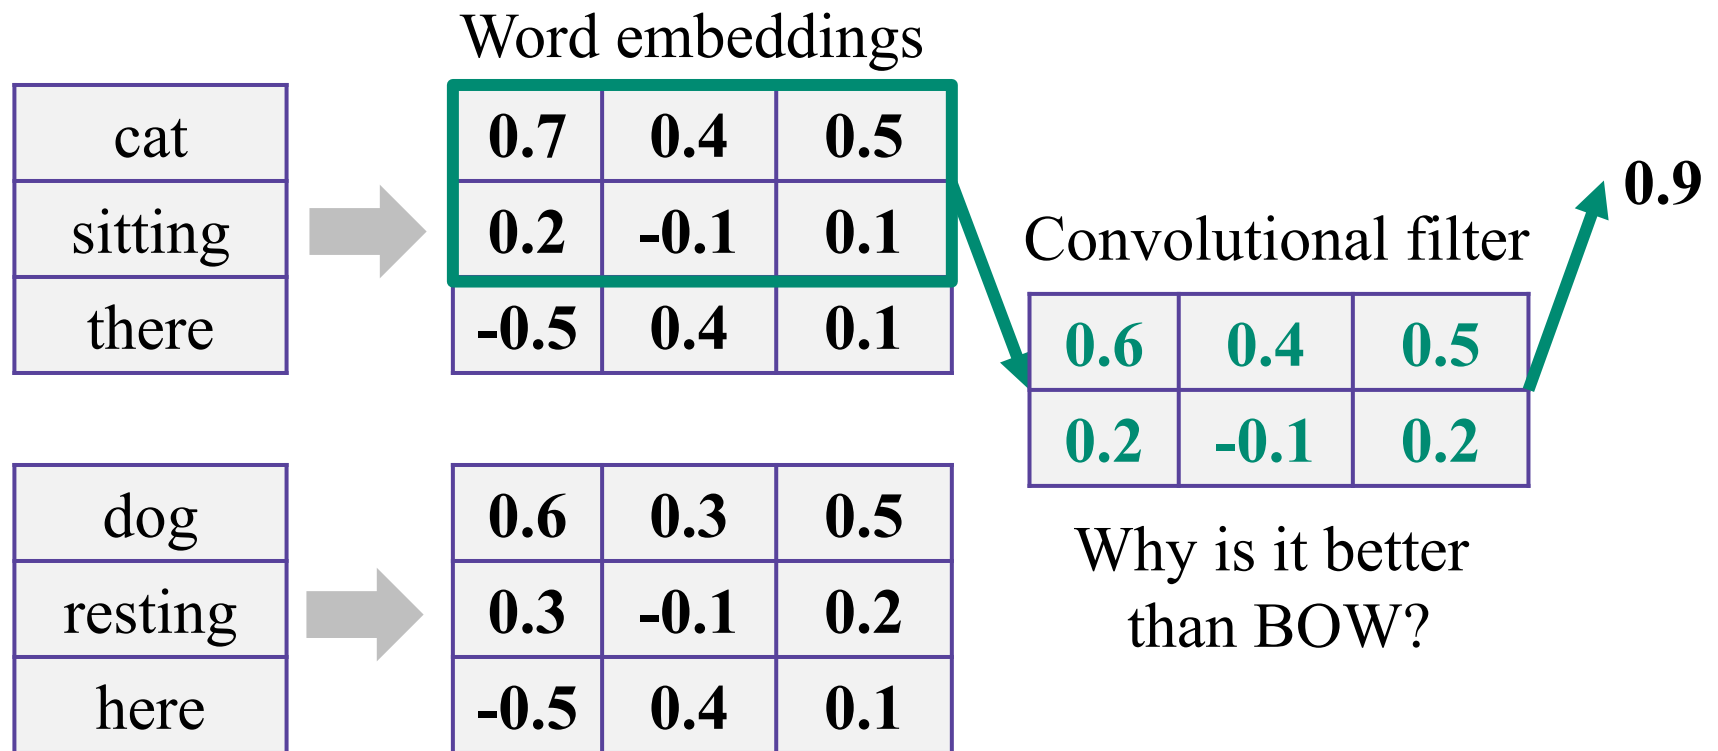 Word embeddings
cat 0.7 0.4 0.5
sitting 0.2 -0.1 0.1
there -0.5 0.4 0.1
Convolutional filter
0.6 0.4 0.5
0.2 -0.1 0.2
0.9
dog 0.6 0.3 0.5
resting 0.3 -0.1 0.2
here -0.5 0.4 0.1
Why is it better
than BOW?